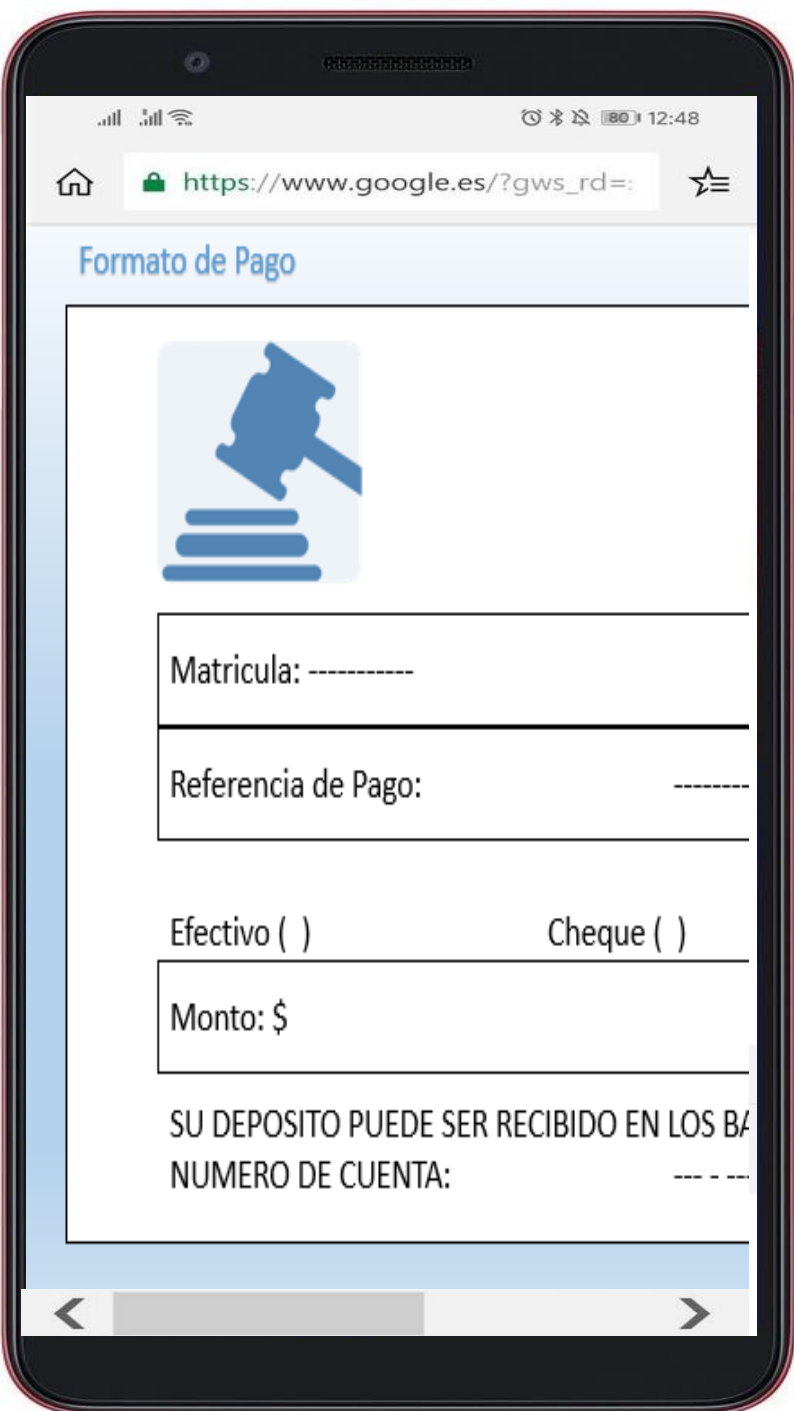 80 12:48
https://www.google.es/?gws_rd=:
Formato de Pago
Matricula: -----------
Referencia de Pago: --------
Efectivo ( ) Cheque ( )
Monto: $
SU DEPOSITO PUEDE SER RECIBIDO EN LOS BA
NUMERO DE CUENTA: --- - ---